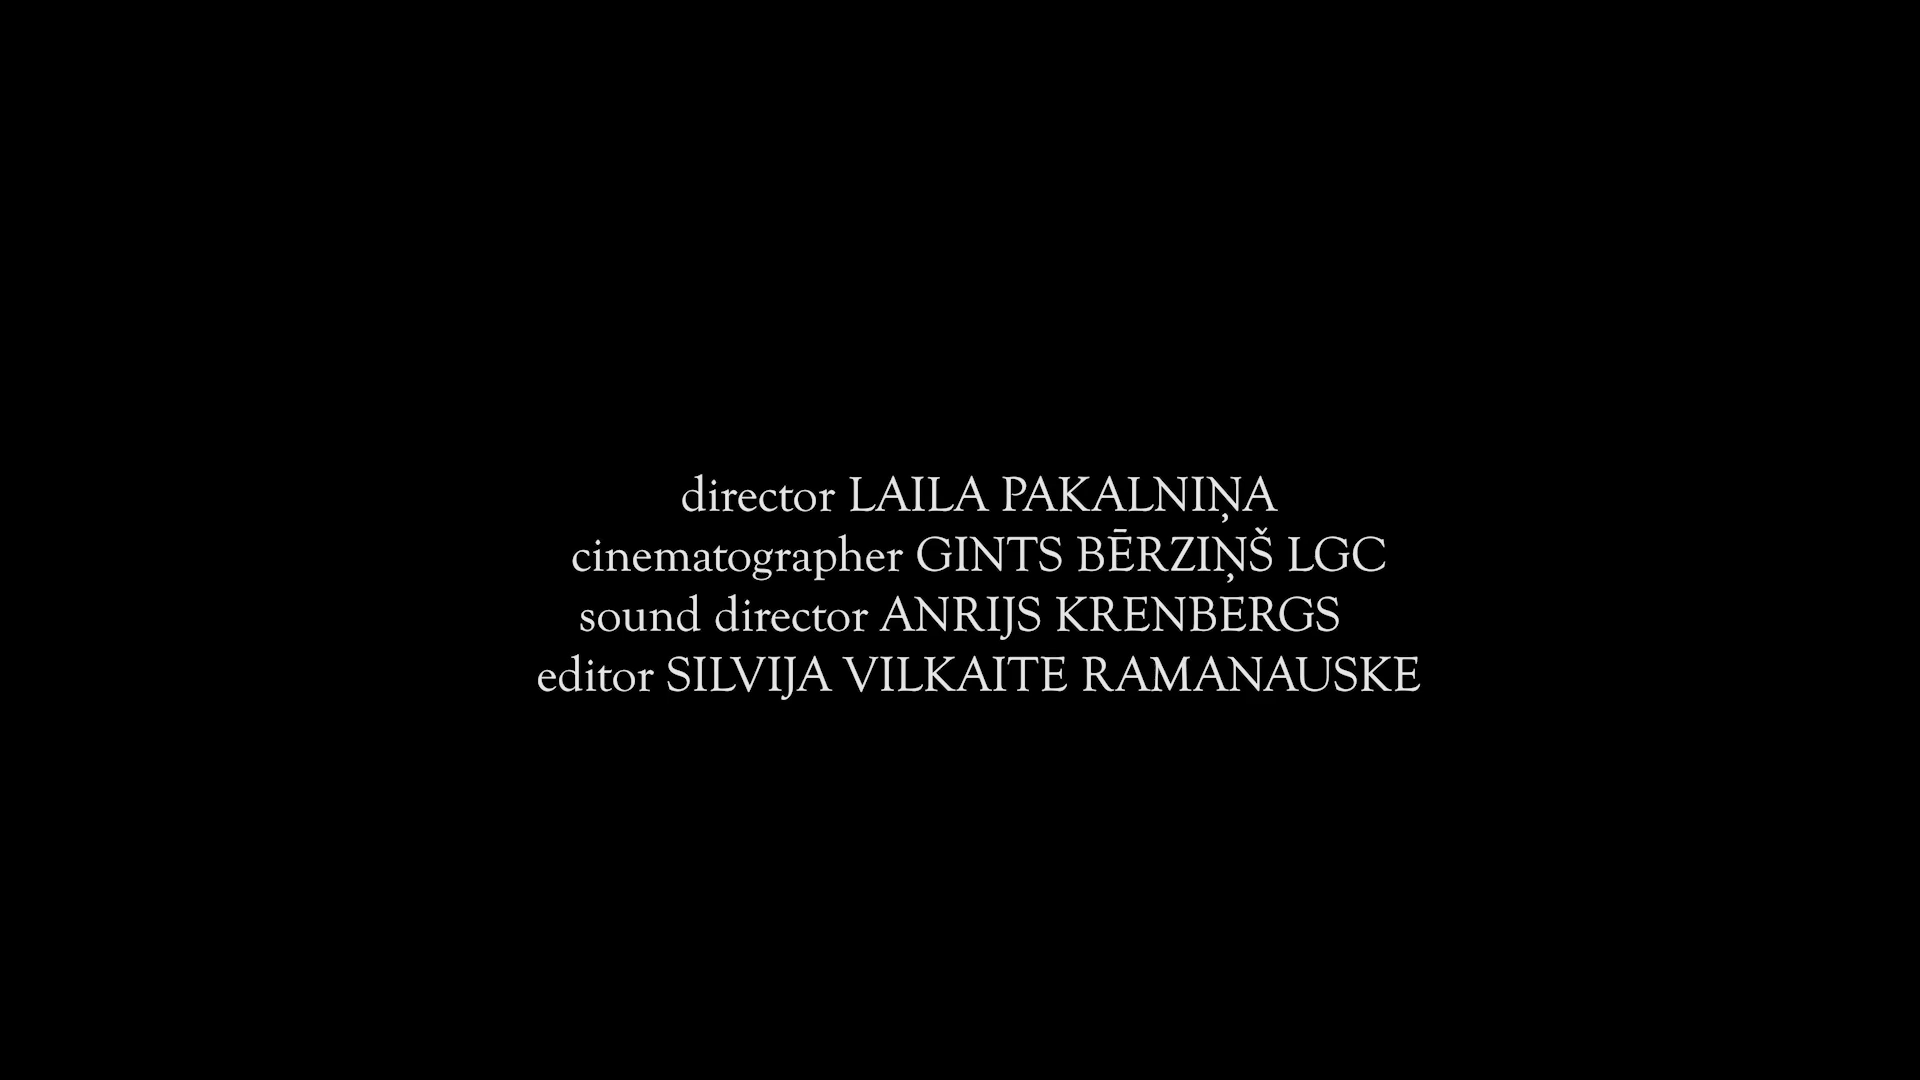 director LAILA PAKALNIŅA
cinematographer GINTS BĒRZIŅŠ LGC
sound director ANRIJS KRENBERGS
editor SILVIJA VILKAITE RAMANAUSKE